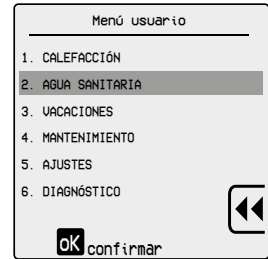 Menú usuario
1. CALEFACCIÓN
2. AGUA SANITARIA
3. VACACIONES
4. MANTENIMIENTO
5. AJUSTES
6. DIAGNÓSTICO
OK confirmar